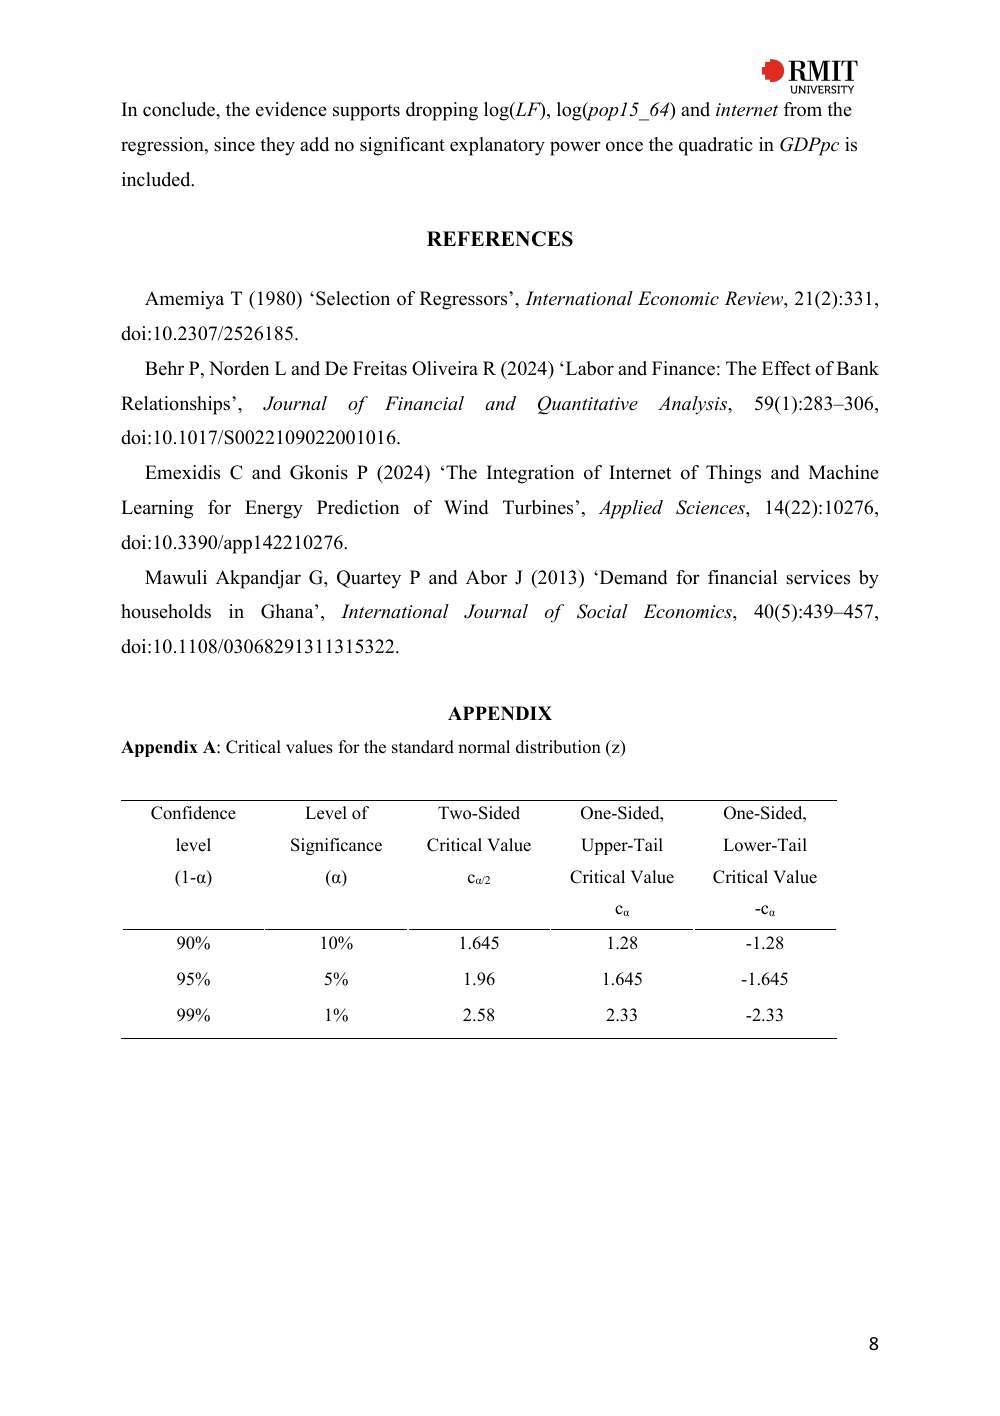 RMIT
UNIVERSITY
In conclude, the evidence supports dropping log(LF), log(pop15_64) and internet from the
regression, since they add no significant explanatory power once the quadratic in GDPpc is
included.
REFERENCES
Amemiya T (1980) ‘Selection of Regressors’, International Economic Review, 21(2):331,
doi:10.2307/2526185.
Behr P, Norden L and De Freitas Oliveira R (2024) ‘Labor and Finance: The Effect of Bank
Relationships’, Journal of Financial and Quantitative Analysis, 59(1):283–306,
doi:10.1017/S0022109022001016.
Emexidis C and Gkonis P (2024) ‘The Integration of Internet of Things and Machine
Learning for Energy Prediction of Wind Turbines’, Applied Sciences, 14(22):10276,
doi:10.3390/app142210276.
Mawuli Akpandjar G, Quartey P and Abor J (2013) ‘Demand for financial services by
households in Ghana’, International Journal of Social Economics, 40(5):439–457,
doi:10.1108/03068291311315322.
APPENDIX
Appendix A: Critical values for the standard normal distribution (z)
Confidence Level of Two-Sided One-Sided, One-Sided,
level Significance Critical Value Upper-Tail Lower-Tail
(1-α) (α) cα/2 Critical Value Critical Value
cα -cα
90% 10% 1.645 1.28 -1.28
95% 5% 1.96 1.645 -1.645
99% 1% 2.58 2.33 -2.33
8